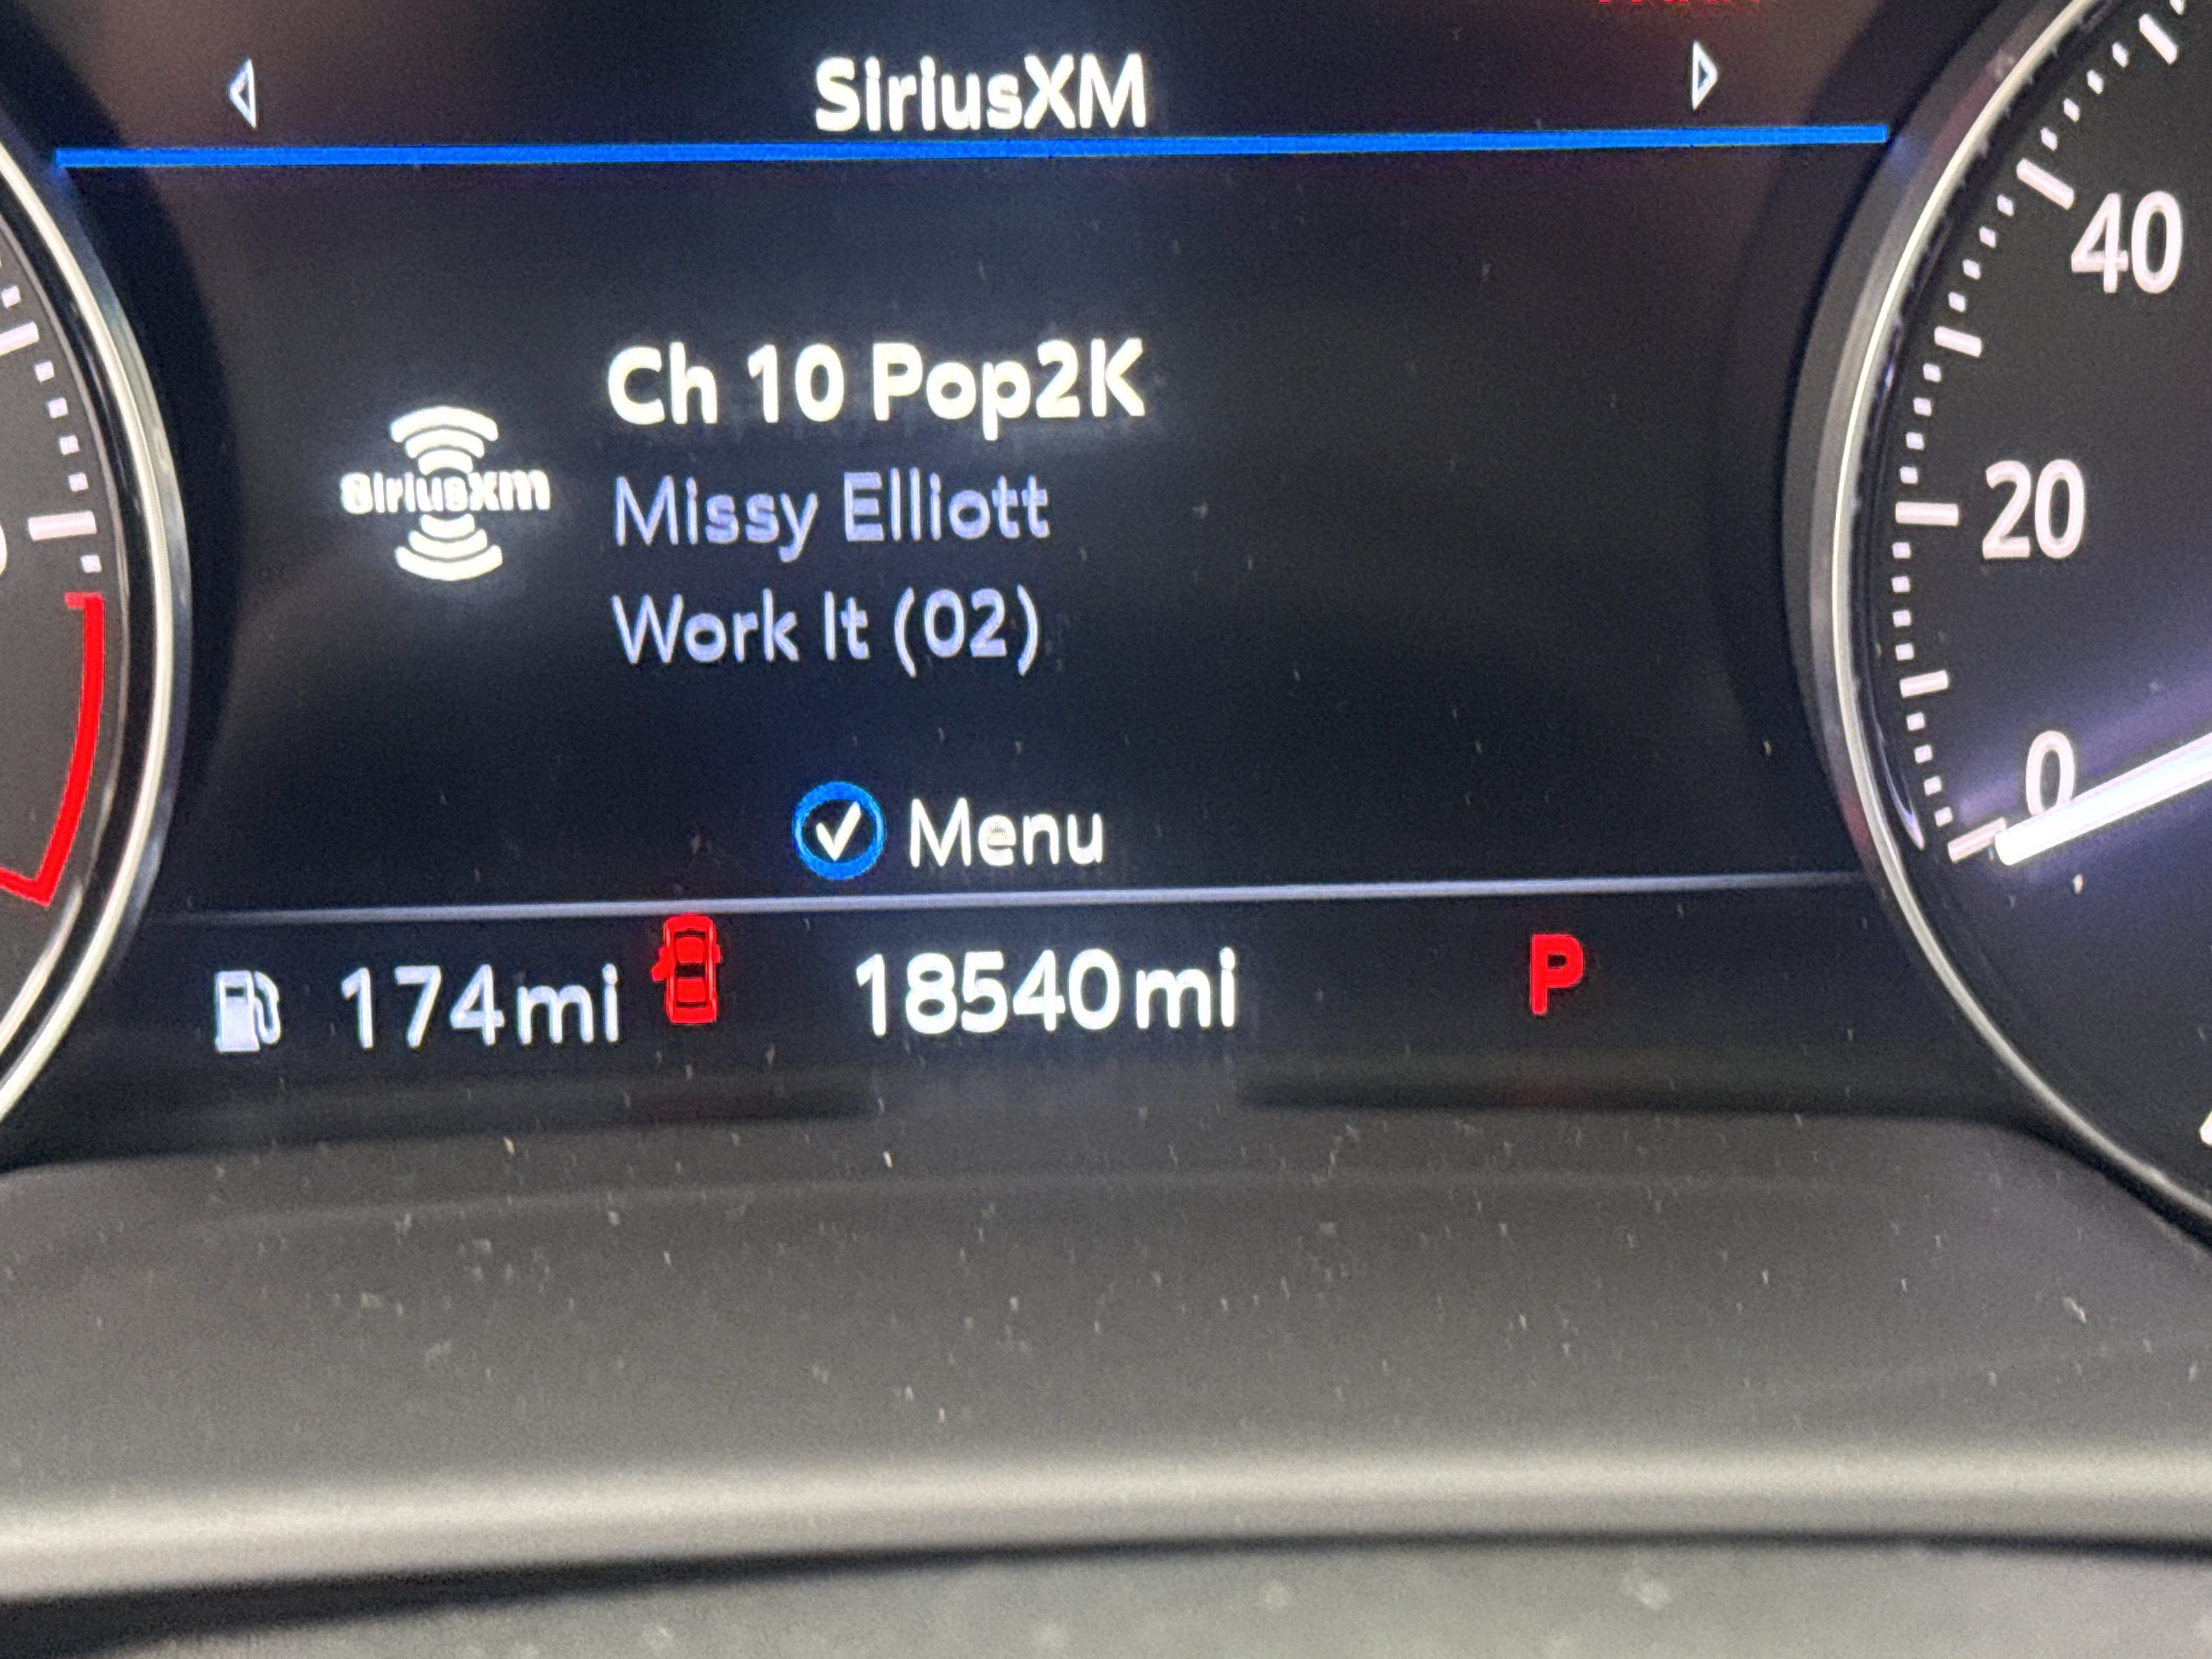 SiriusXM
40
Ch 10 Pop2K
Missy Elliott
siriusxm
20
Work It (02)
0
Menu
174mi
18540mi
P